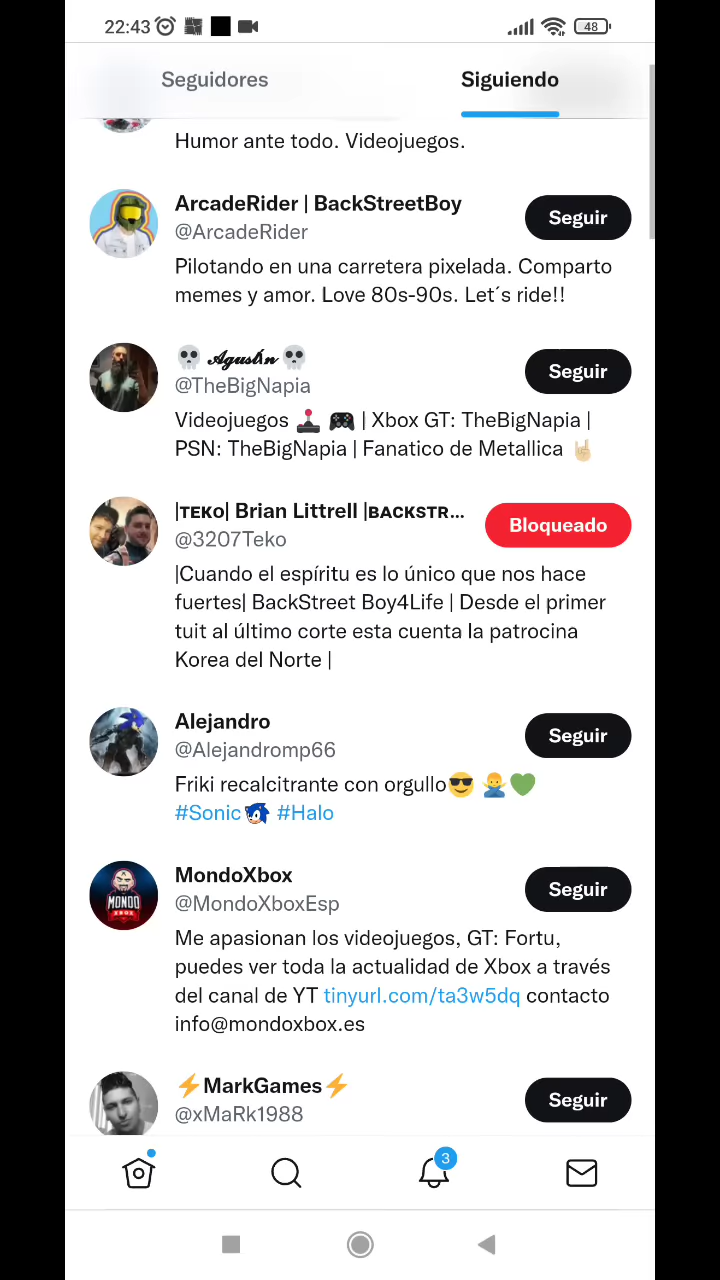 22:43
48
Seguidores
Siguiendo
Humor ante todo. Videojuegos.
ArcadeRider | BackStreetBoy
@ArcadeRider
Seguir
Pilotando en una carretera pixelada. Comparto
memes y amor. Love 80s-90s. Let´s ride!!
💀 𝓐𝓰𝓾𝓼𝓽í𝓷 💀
@TheBigNapia
Seguir
Videojuegos 🕹️ 🎮 | Xbox GT: TheBigNapia |
PSN: TheBigNapia | Fanatico de Metallica 🤘🏻
|ᴛᴇᴋᴏ| Brian Littrell |ʙᴀᴄᴋsᴛʀ...
@3207Teko
Bloqueado
|Cuando el espíritu es lo único que nos hace
fuertes| BackStreet Boy4Life | Desde el primer
tuit al último corte esta cuenta la patrocina
Korea del Norte |
Alejandro
@Alejandromp66
Seguir
Friki recalcitrante con orgullo😎 🙅‍♂️💚
#Sonic #Halo
MondoXbox
@MondoXboxEsp
Seguir
MONDO
XBOX
Me apasionan los videojuegos, GT: Fortu,
puedes ver toda la actualidad de Xbox a través
del canal de YT tinyurl.com/ta3w5dq contacto
info@mondoxbox.es
⚡MarkGames⚡
@xMaRk1988
Seguir
3